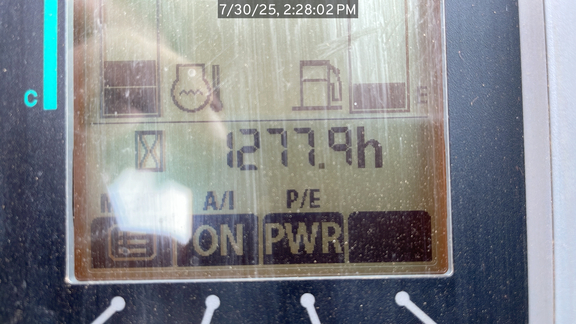 7/30/25, 2:28:02 PM
C
E
1277.9h
A/I P/E
ON PWR